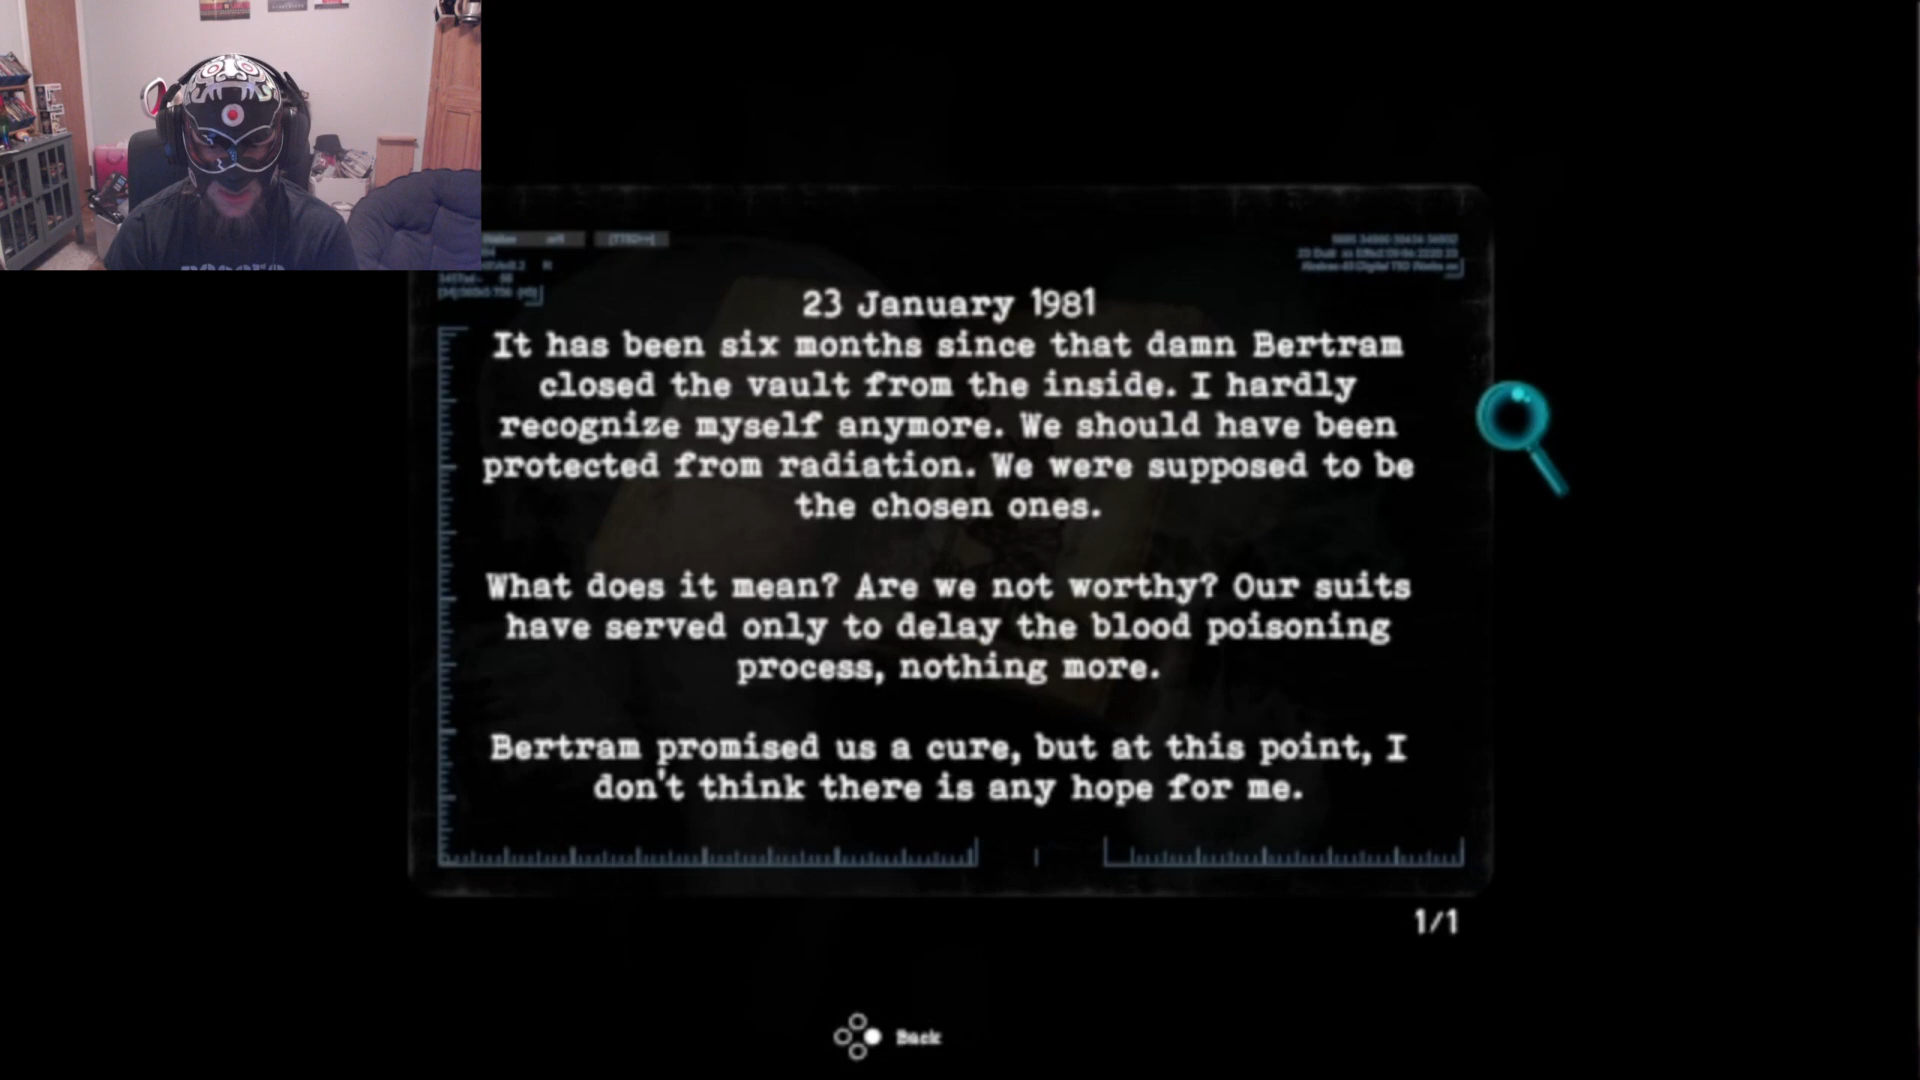 23 January 1981
It has been six months since that damn Bertram
closed the vault from the inside. I hardly
recognize myself anymore. We should have been
protected from radiation. We were supposed to be
the chosen ones.
What does it mean? Are we not worthy? Our suits
have served only to delay the blood poisoning
process, nothing more.
Bertram promised us a cure, but at this point, I
don't think there is any hope for me.
1/1
Back